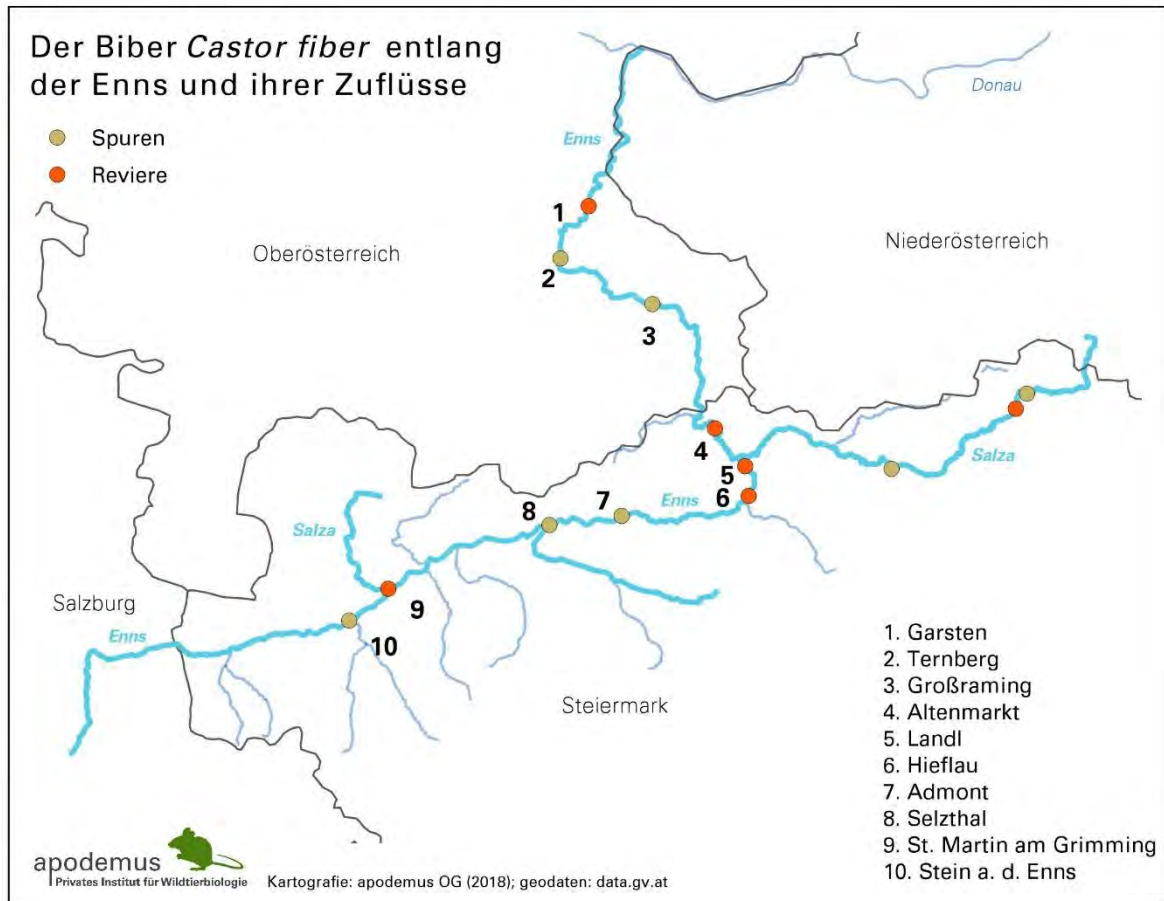 Der Biber Castor fiber entlang
der Enns und ihrer Zuflüsse
Spuren
Reviere
Donau
Enns
1
Oberösterreich
Niederösterreich
2
3
4
5
Salza
6
Enns
7
8
Salza
9
Salzburg
Enns
10
Steiermark
1. Garsten
2. Ternberg
3. Großraming
4. Altenmarkt
5. Landl
6. Hieflau
7. Admont
8. Selzthal
9. St. Martin am Grimming
10. Stein a. d. Enns
apodemus
Privates Institut für Wildtierbiologie
Kartografie: apodemus OG (2018); geodaten: data.gv.at